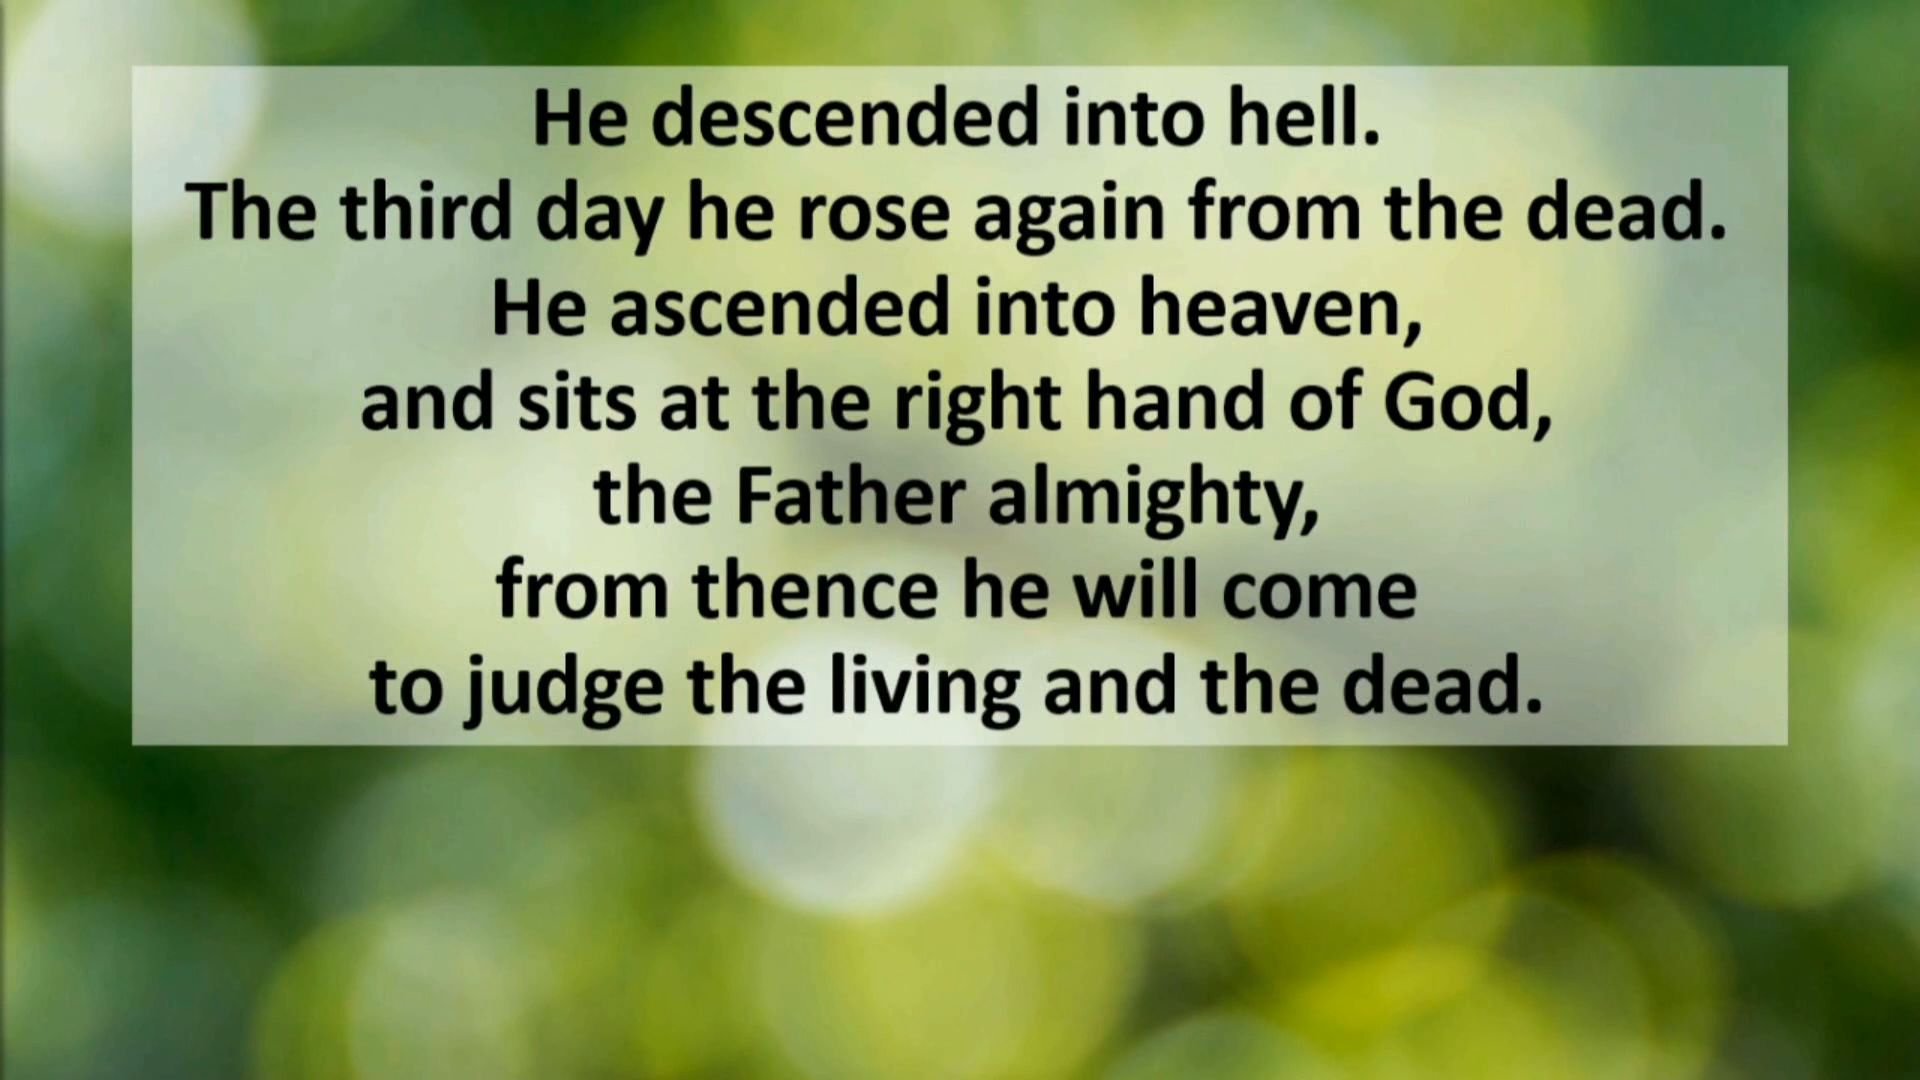 He descended into hell.
The third day he rose again from the dead.
He ascended into heaven,
and sits at the right hand of God,
the Father almighty,
from thence he will come
to judge the living and the dead.